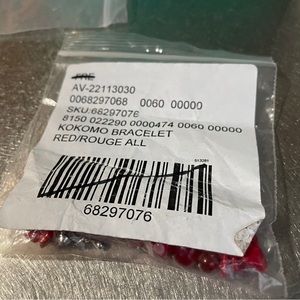 AV-22113030
0068297068 0060 00000
SKU:68297076
8150 022290 0000474 0060 00000
KOKOMO BRACELET
RED/ROUGE ALL
68297076